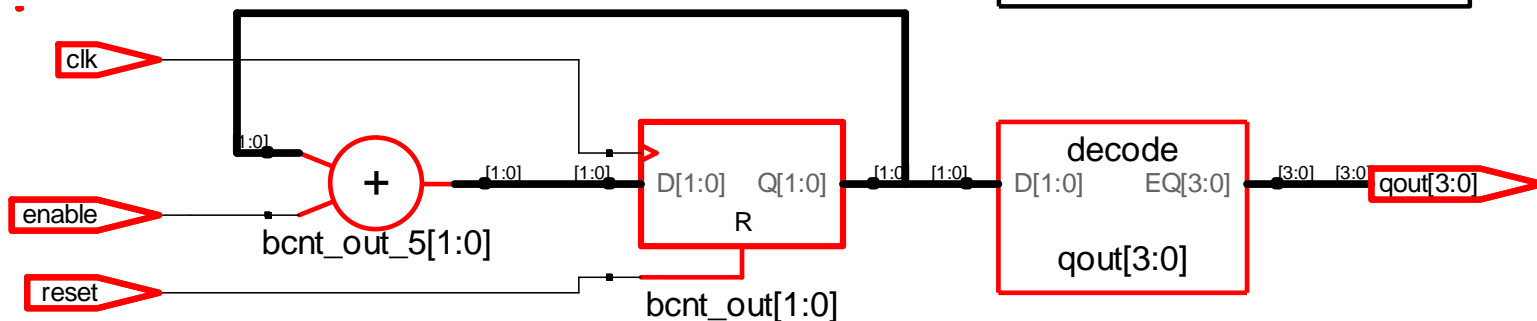 clk
[1:0]
+
[1:0]
[1:0]
D[1:0]
Q[1:0]
R
[1:0]
[1:0]
decode
D[1:0]
EQ[3:0]
qout[3:0]
[3:0]
[3:0]
qout[3:0]
enable
bcnt_out_5[1:0]
reset
bcnt_out[1:0]